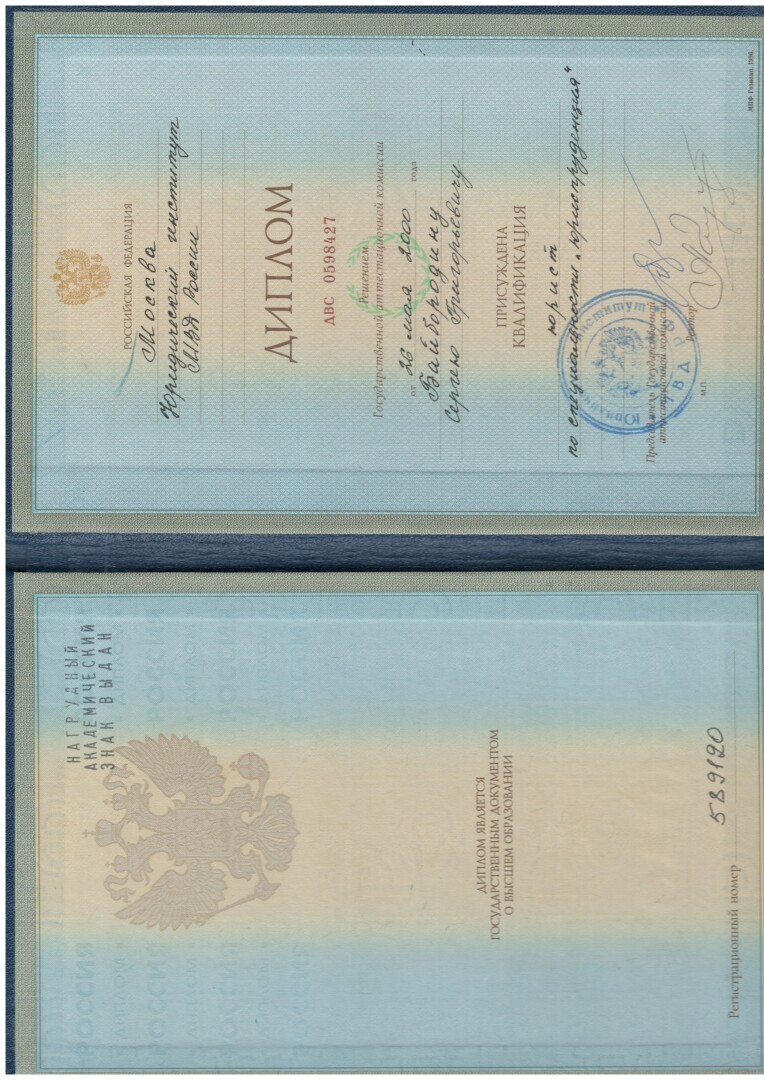 НАГРУДНЫЙ
АКАДЕМИЧЕСКИЙ
ЗНАК ВЫДАН
ДИПЛОМ ЯВЛЯЕТСЯ
ГОСУДАРСТВЕННЫМ ДОКУМЕНТОМ
О ВЫСШЕМ ОБРАЗОВАНИИ
Регистрационный номер 589120
РОССИЙСКАЯ ФЕДЕРАЦИЯ
Москва
Юридический институт
МВД России
ДИПЛОМ
АВС 0598427
Решением
Государственной аттестационной комиссии
от 26 мая 2000 года
Байбородину
Сергею Григорьевичу
ПРИСУЖДЕНА
КВАЛИФИКАЦИЯ
юрист
по специальности „юриспруденция“
Председатель Государственной
аттестационной комиссии
Ректор
М.П.